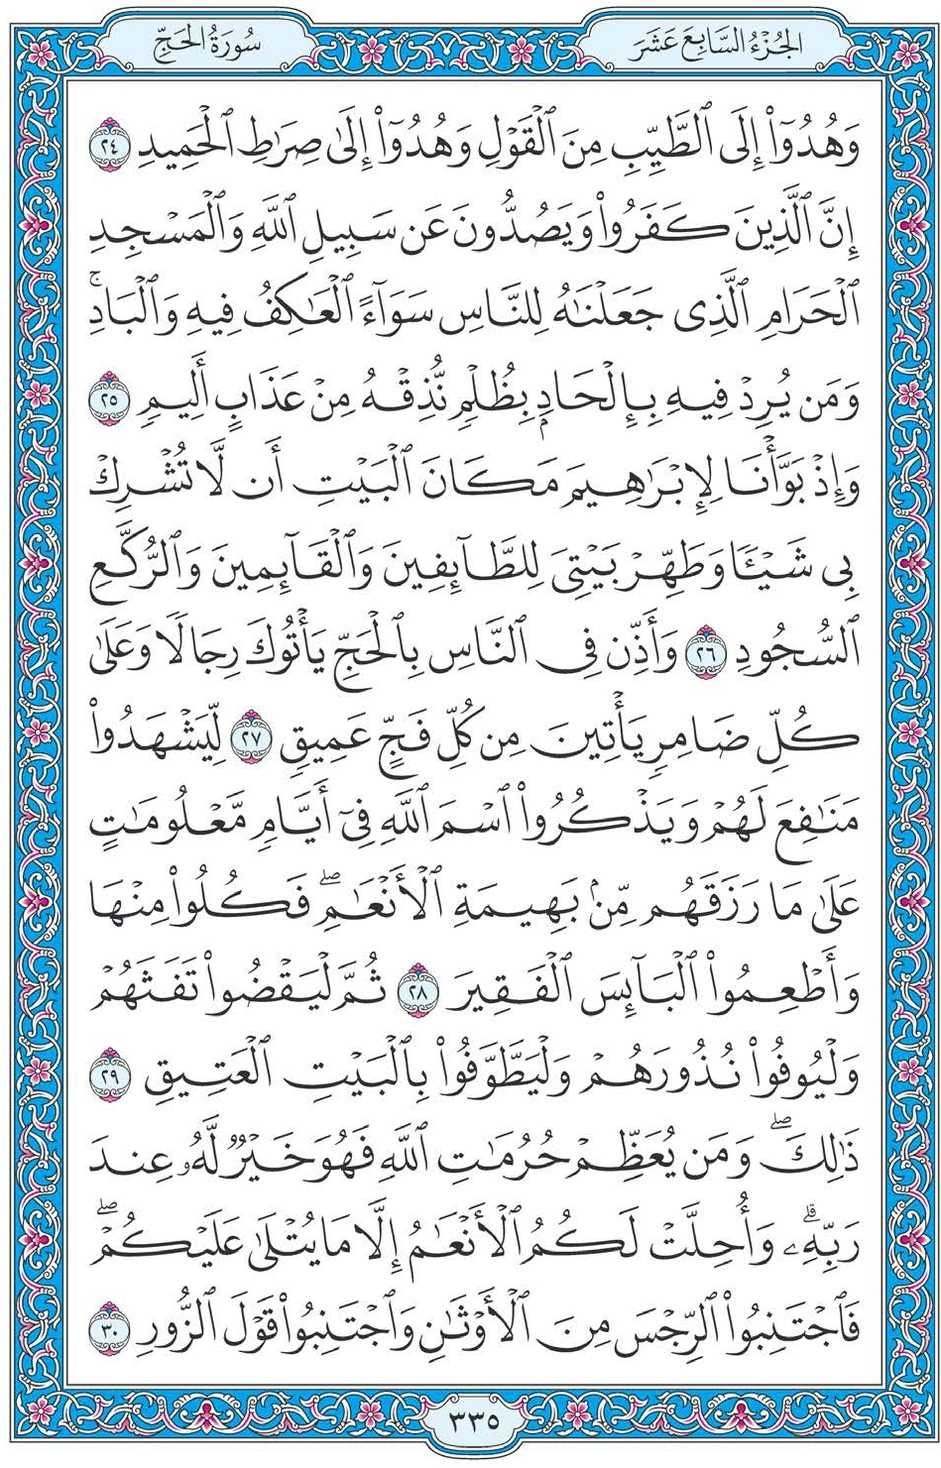 الجُزْءُ السَّابِعَ عَشَرَ
سُورَةُ الحَجِّ
وَهُدُوٓا۟ إِلَى ٱلطَّيِّبِ مِنَ ٱلْقَوْلِ وَهُدُوٓا۟ إِلَىٰ صِرَٰطِ ٱلْحَمِيدِ ٢٤
إِنَّ ٱلَّذِينَ كَفَرُوا۟ وَيَصُدُّونَ عَن سَبِيلِ ٱللَّهِ وَٱلْمَسْجِدِ
ٱلْحَرَامِ ٱلَّذِى جَعَلْنَٰهُ لِلنَّاسِ سَوَآءً ٱلْعَٰكِفُ فِيهِ وَٱلْبَادِ ۚ
وَمَن يُرِدْ فِيهِ بِإِلْحَادٍۭ بِظُلْمٍ نُّذِقْهُ مِنْ عَذَابٍ أَلِيمٍ ٢٥
وَإِذْ بَوَّأْنَا لِإِبْرَٰهِيمَ مَكَانَ ٱلْبَيْتِ أَن لَّا تُشْرِكْ
بِى شَيْـًٔا وَطَهِّرْ بَيْتِىَ لِلطَّآئِفِينَ وَٱلْقَآئِمِينَ وَٱلرُّكَّعِ
ٱلسُّجُودِ ٢٦ وَأَذِّن فِى ٱلنَّاسِ بِٱلْحَجِّ يَأْتُوكَ رِجَالًا وَعَلَىٰ
كُلِّ ضَامِرٍ يَأْتِينَ مِن كُلِّ فَجٍّ عَمِيقٍ ٢٧ لِّيَشْهَدُوا۟
مَنَٰفِعَ لَهُمْ وَيَذْكُرُوا۟ ٱسْمَ ٱللَّهِ فِىٓ أَيَّامٍ مَّعْلُومَٰتٍ
عَلَىٰ مَا رَزَقَهُم مِّنۢ بَهِيمَةِ ٱلْأَنْعَٰمِ ۖ فَكُلُوا۟ مِنْهَا
وَأَطْعِمُوا۟ ٱلْبَآئِسَ ٱلْفَقِيرَ ٢٨ ثُمَّ لْيَقْضُوا۟ تَفَثَهُمْ
وَلْيُوفُوا۟ نُذُورَهُمْ وَلْيَطَّوَّفُوا۟ بِٱلْبَيْتِ ٱلْعَتِيقِ ٢٩
ذَٰلِكَ ۖ وَمَن يُعَظِّمْ حُرُمَٰتِ ٱللَّهِ فَهُوَ خَيْرٌ لَّهُۥ عِندَ
رَبِّهِۦ ۗ وَأُحِلَّتْ لَكُمُ ٱلْأَنْعَٰمُ إِلَّا مَا يُتْلَىٰ عَلَيْكُمْ ۖ
فَٱجْتَنِبُوا۟ ٱلرِّجْسَ مِنَ ٱلْأَوْثَٰنِ وَٱجْتَنِبُوا۟ قَوْلَ ٱلزُّورِ ٣٠
٣٣٥